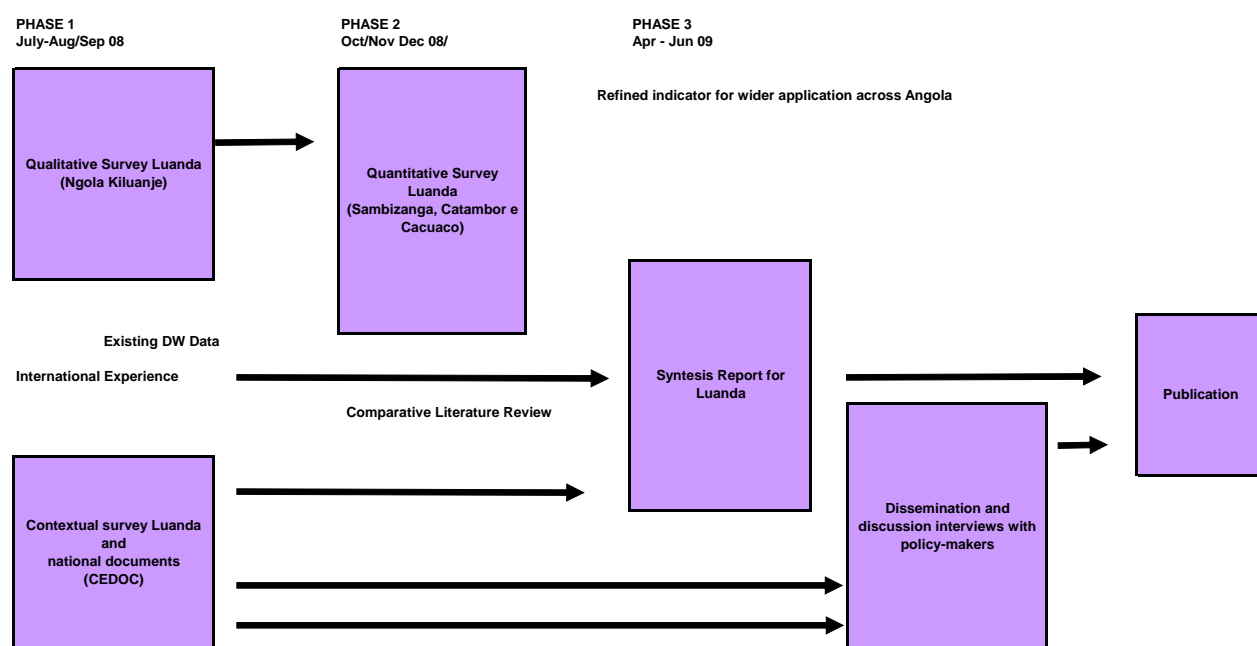 PHASE 1
July-Aug/Sep 08
PHASE 2
Oct/Nov Dec 08/
PHASE 3
Apr - Jun 09
Refined indicator for wider application across Angola
Qualitative Survey Luanda
(Ngola Kiluanje)
Quantitative Survey
Luanda
(Sambizanga, Catambor e
Cacuaco)
Existing DW Data
International Experience
Comparative Literature Review
Syntesis Report for
Luanda
Publication
Contextual survey Luanda
and
national documents
(CEDOC)
Dissemination and
discussion interviews with
policy-makers